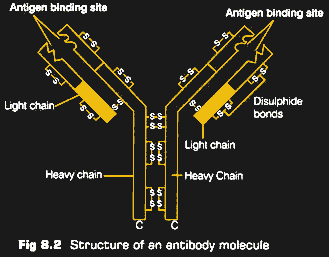 Antigen binding site
Antigen binding site
S-S
S-S
S-S
S-S
S-S
S-S
S-S
S-S
Light chain
S-S
S-S
Disulphide
bonds
S S
S S
Light chain
S S
S S
Heavy chain
Heavy Chain
S S
S S
C
C
Fig 8.2 Structure of an antibody molecule